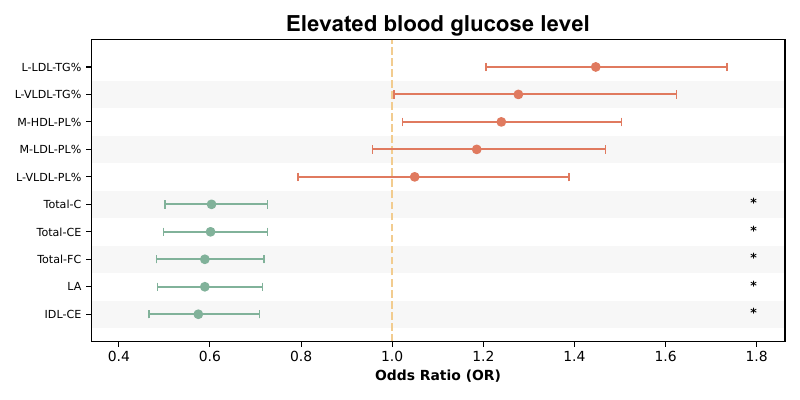 Elevated blood glucose level
L-LDL-TG%
L-VLDL-TG%
M-HDL-PL%
M-LDL-PL%
L-VLDL-PL%
Total-C *
Total-CE *
Total-FC *
LA *
IDL-CE *
0.4 0.6 0.8 1.0 1.2 1.4 1.6 1.8
Odds Ratio (OR)